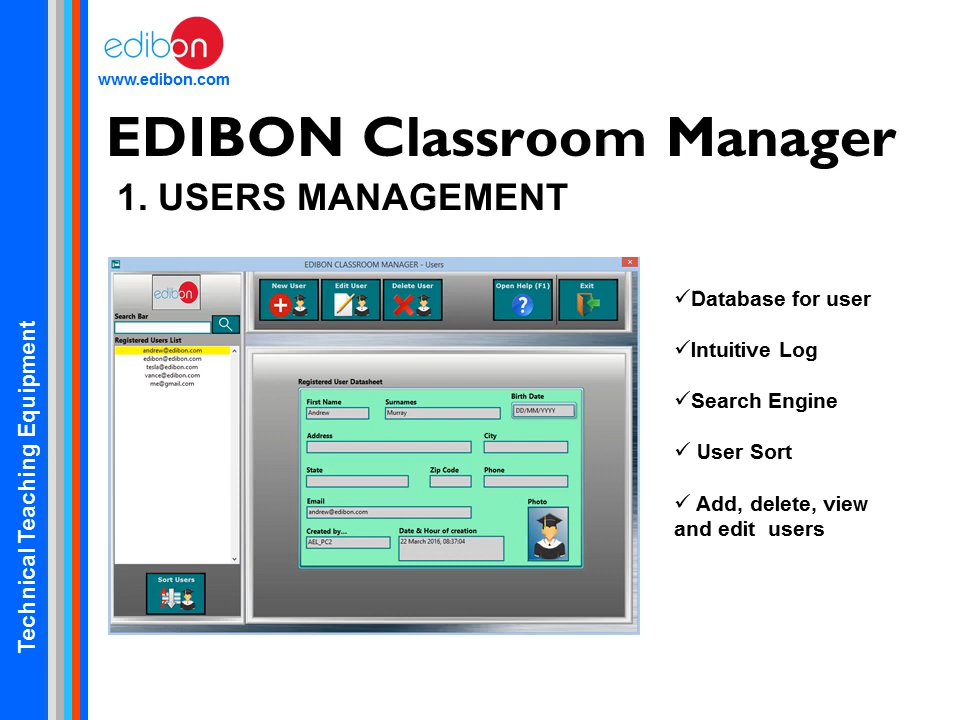 edibon
www.edibon.com
EDIBON Classroom Manager
1. USERS MANAGEMENT
Technical Teaching Equipment
EDIBON CLASSROOM MANAGER - Users
edibon
New User
Edit User
Delete User
Open Help (F1)
Exit
Search Bar
Registered Users List
andrew@edibon.com
edibon@edibon.com
tesla@edibon.com
vance@edibon.com
me@gmail.com
Sort Users
Registered User Datasheet
First Name
Surnames
Birth Date
Andrew
Murray
DD/MM/YYYY
Address
City
State
Zip Code
Phone
Email
Photo
andrew@edibon.com
Created by...
Date & Hour of creation
AEL_PC2
22 March 2016, 08:37:04
✓Database for user
✓Intuitive Log
✓Search Engine
✓ User Sort
✓ Add, delete, view
and edit  users